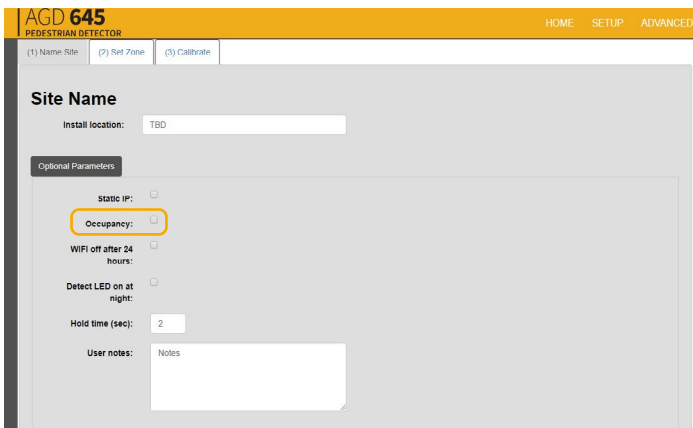 AGD 645
PEDESTRIAN DETECTOR
HOME SETUP ADVANCED
(1) Name Site (2) Set Zone (3) Calibrate
Site Name
Install location: TBD
Optional Parameters
Static IP:
Occupancy:
WiFi off after 24
hours:
Detect LED on at
night:
Hold time (sec): 2
User notes: Notes